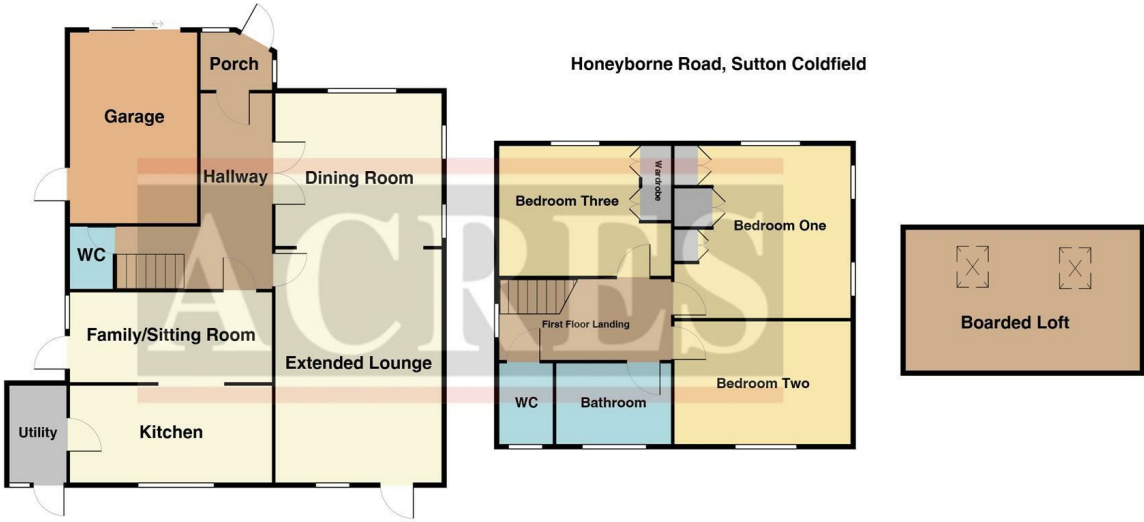 Honeyborne Road, Sutton Coldfield
Porch
Garage
Hallway
Dining Room
WC
Family/Sitting Room
Extended Lounge
Kitchen
Utility
Wardrobe
Bedroom Three
Bedroom One
First Floor Landing
Bedroom Two
WC
Bathroom
Boarded Loft
ACRES